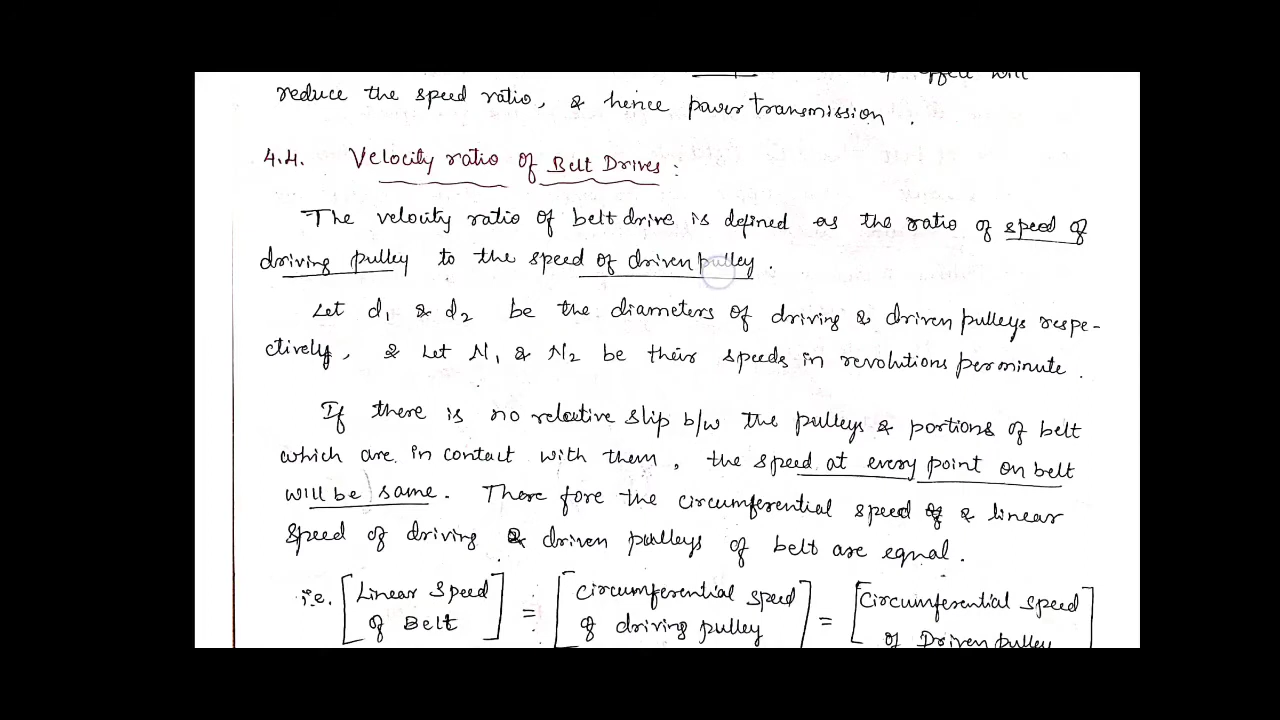 reduce the speed ratio, & hence power transmission.
4.4. Velocity ratio of Belt Drives:
The velocity ratio of belt drive is defined as the ratio of speed of
driving pulley to the speed of driven pulley.
Let d1 & d2 be the diameters of driving & driven pulleys respe-
ctively, & Let N1 & N2 be their speeds in revolutions per minute.
If there is no relative slip b/w the pulleys & portions of belt
which are in contact with them, the speed at every point on belt
will be same. There fore the circumferential speed & linear
speed of driving & driven pulleys of belt are equal.
i.e. [Linear Speed of Belt] = [Circumferential speed of driving pulley] = [Circumferential Speed of Driven pulley]